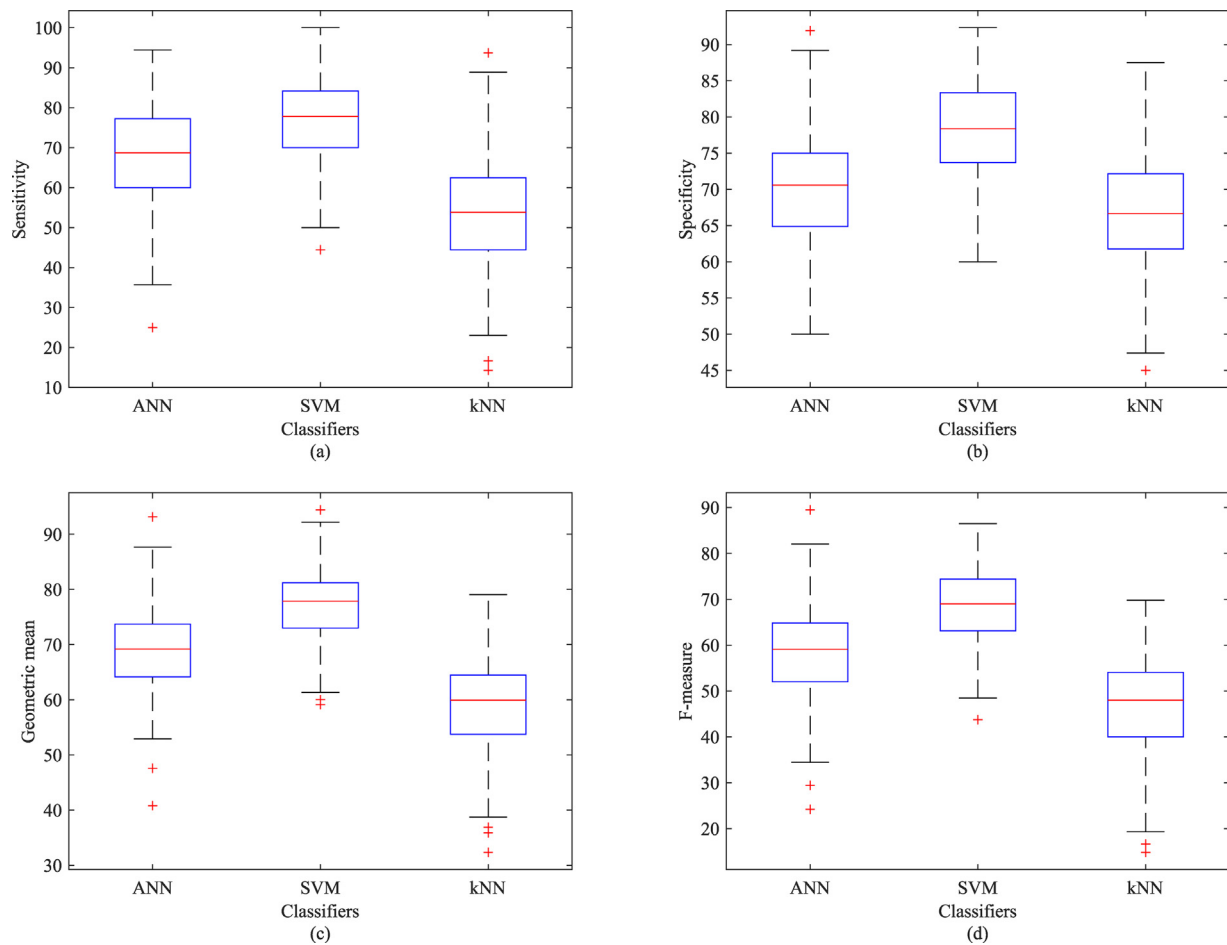 100
90
80
70
60
50
40
30
20
10
Sensitivity
ANN SVM kNN
Classifiers
(a)
90
85
80
75
70
65
60
55
50
45
Specificity
ANN SVM kNN
Classifiers
(b)
90
80
70
60
50
40
30
Geometric mean
ANN SVM kNN
Classifiers
(c)
90
80
70
60
50
40
30
20
F-measure
ANN SVM kNN
Classifiers
(d)